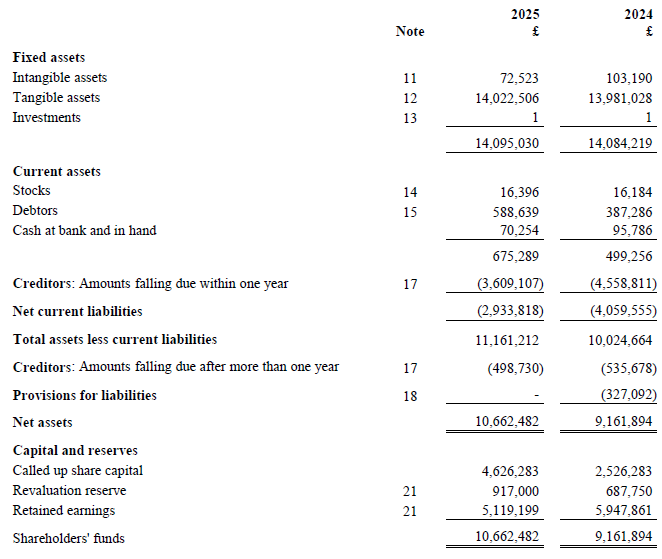 2025 2024
Note £ £
Fixed assets
Intangible assets 11 72,523 103,190
Tangible assets 12 14,022,506 13,981,028
Investments 13 1 1
14,095,030 14,084,219
Current assets
Stocks 14 16,396 16,184
Debtors 15 588,639 387,286
Cash at bank and in hand 70,254 95,786
675,289 499,256
Creditors: Amounts falling due within one year 17 (3,609,107) (4,558,811)
Net current liabilities (2,933,818) (4,059,555)
Total assets less current liabilities 11,161,212 10,024,664
Creditors: Amounts falling due after more than one year 17 (498,730) (535,678)
Provisions for liabilities 18 - (327,092)
Net assets 10,662,482 9,161,894
Capital and reserves
Called up share capital 4,626,283 2,526,283
Revaluation reserve 21 917,000 687,750
Retained earnings 21 5,119,199 5,947,861
Shareholders' funds 10,662,482 9,161,894